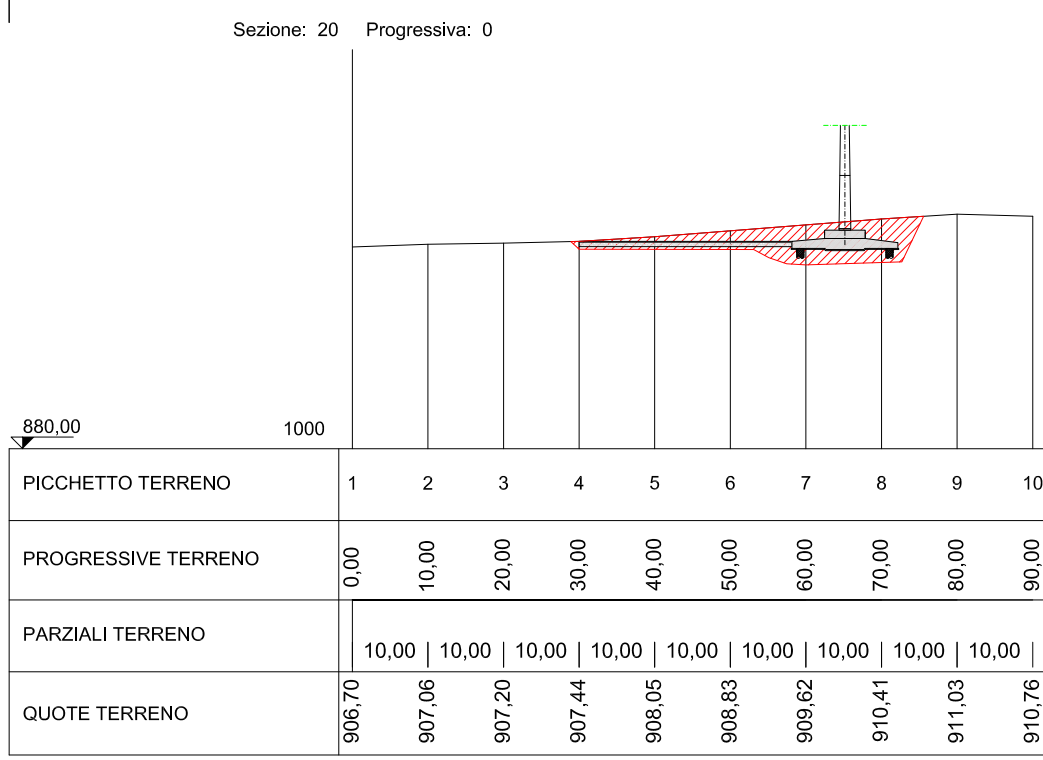 Sezione: 20 Progressiva: 0
880,00 1000
PICCHETTO TERRENO 1 2 3 4 5 6 7 8 9 10
PROGRESSIVE TERRENO 0,00 10,00 20,00 30,00 40,00 50,00 60,00 70,00 80,00 90,00
PARZIALI TERRENO 10,00 10,00 10,00 10,00 10,00 10,00 10,00 10,00 10,00
QUOTE TERRENO 906,70 907,06 907,20 907,44 908,05 908,83 909,62 910,41 911,03 910,76